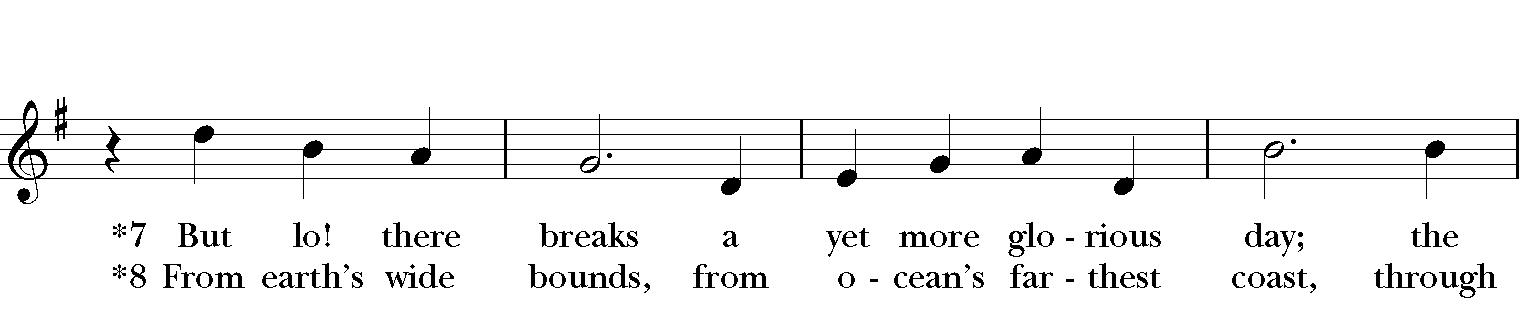 *7 But lo! there breaks a yet more glo - rious day; the
*8 From earth's wide bounds, from o - cean's far - thest coast, through